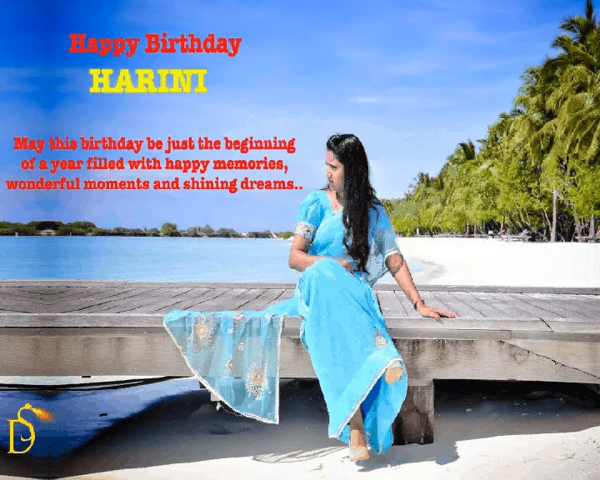 Happy Birthday
HARINI
May this birthday be just the beginning
of a year filled with happy memories,
wonderful moments and shining dreams..
DS